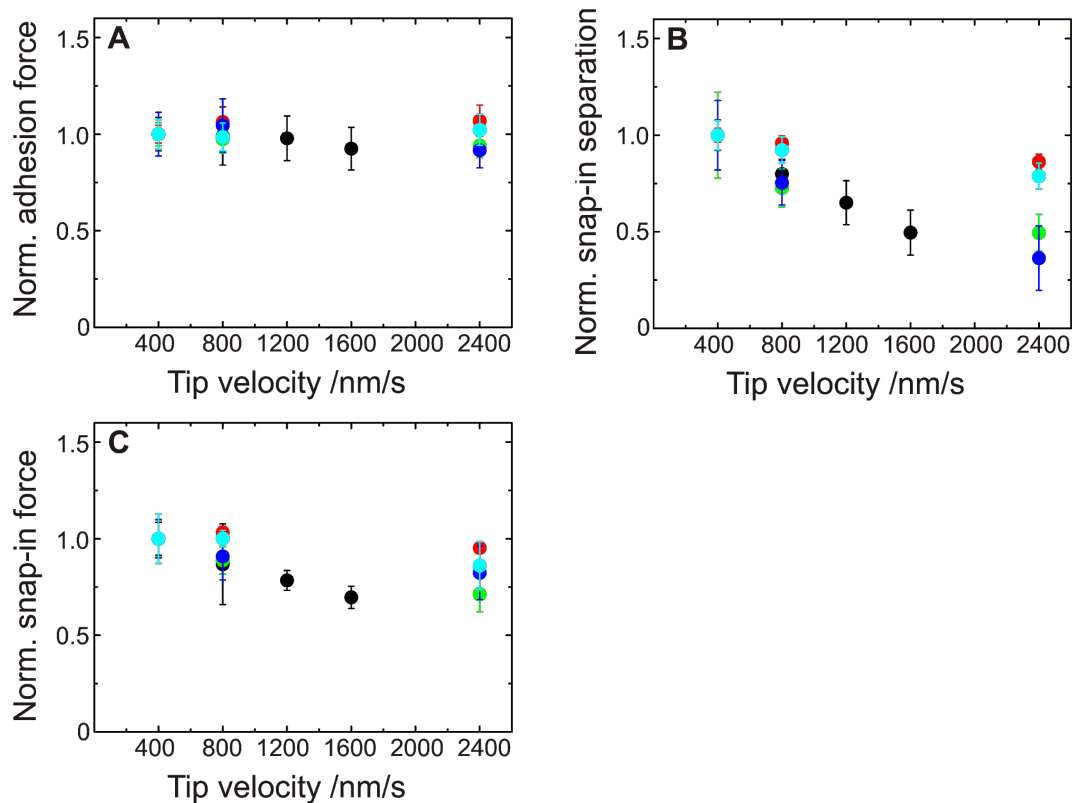 A
Norm. adhesion force
1.5
1.0
0.5
0
400 800 1200 1600 2000 2400
Tip velocity /nm/s
B
Norm. snap-in separation
1.5
1.0
0.5
0
400 800 1200 1600 2000 2400
Tip velocity /nm/s
C
Norm. snap-in force
1.5
1.0
0.5
0
400 800 1200 1600 2000 2400
Tip velocity /nm/s